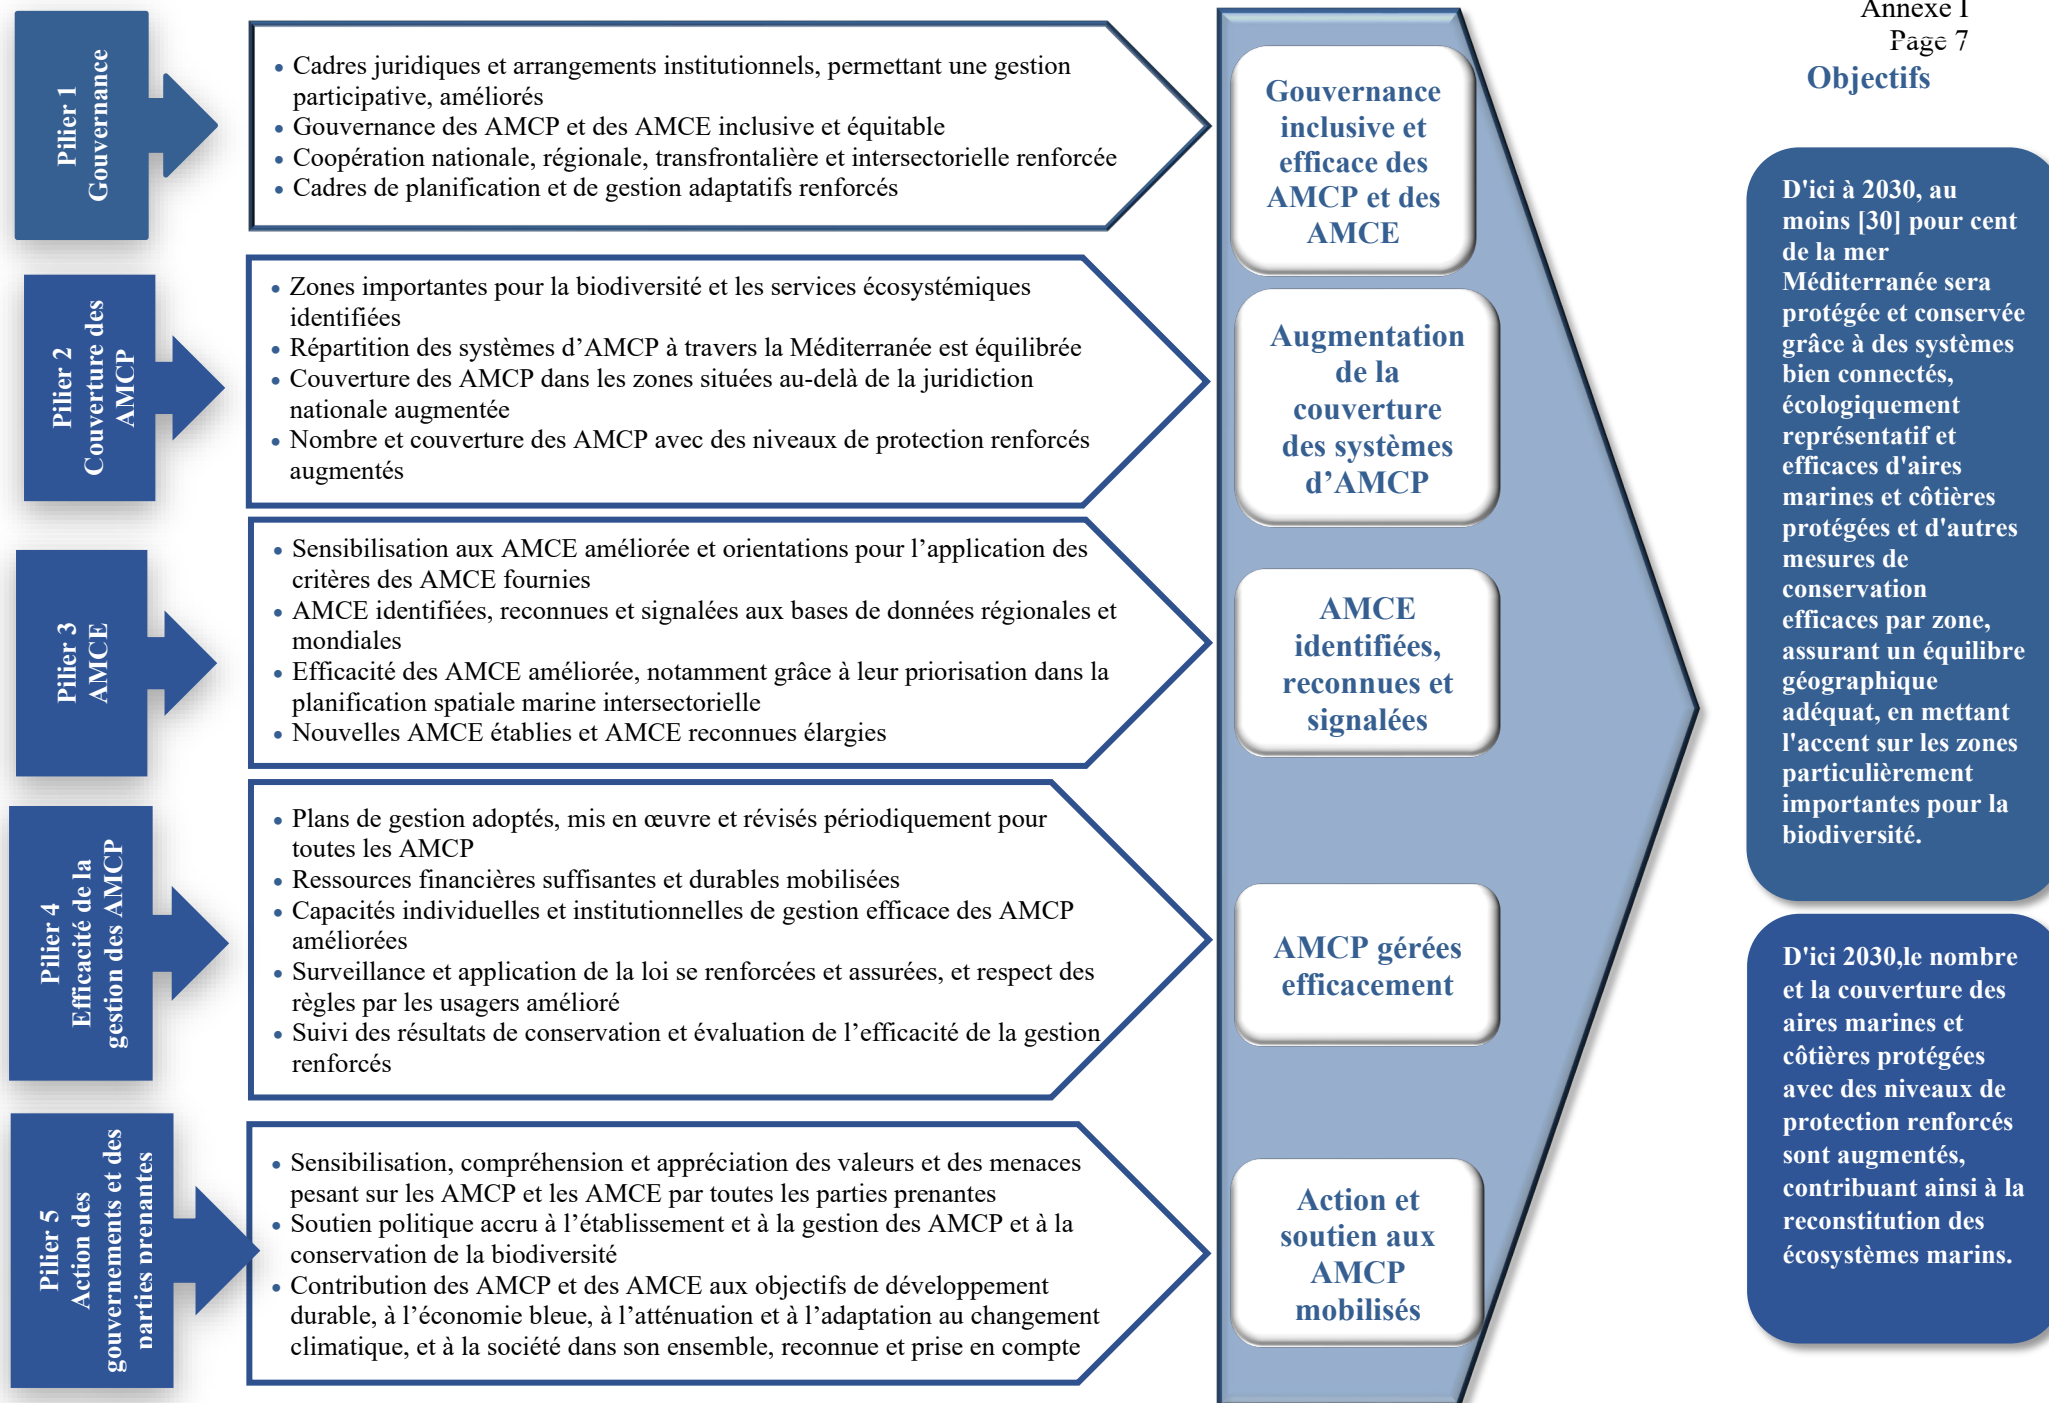 Annexe I
Page 7
Objectifs
Pilier 1
Gouvernance
• Cadres juridiques et arrangements institutionnels, permettant une gestion
participative, améliorés
• Gouvernance des AMCP et des AMCE inclusive et équitable
• Coopération nationale, régionale, transfrontalière et intersectorielle renforcée
• Cadres de planification et de gestion adaptatifs renforcés
Gouvernance
inclusive et
efficace des
AMCP et des
AMCE
Pilier 2
Couverture des
AMCP
• Zones importantes pour la biodiversité et les services écosystémiques
identifiées
• Répartition des systèmes d’AMCP à travers la Méditerranée est équilibrée
• Couverture des AMCP dans les zones situées au-delà de la juridiction
nationale augmentée
• Nombre et couverture des AMCP avec des niveaux de protection renforcés
augmentés
Augmentation
de la
couverture
des systèmes
d’AMCP
Pilier 3
AMCE
• Sensibilisation aux AMCE améliorée et orientations pour l’application des
critères des AMCE fournies
• AMCE identifiées, reconnues et signalées aux bases de données régionales et
mondiales
• Efficacité des AMCE améliorée, notamment grâce à leur priorisation dans la
planification spatiale marine intersectorielle
• Nouvelles AMCE établies et AMCE reconnues élargies
AMCE
identifiées,
reconnues et
signalées
Pilier 4
Efficacité de la
gestion des AMCP
• Plans de gestion adoptés, mis en œuvre et révisés périodiquement pour
toutes les AMCP
• Ressources financières suffisantes et durables mobilisées
• Capacités individuelles et institutionnelles de gestion efficace des AMCP
améliorées
• Surveillance et application de la loi se renforcées et assurées, et respect des
règles par les usagers amélioré
• Suivi des résultats de conservation et évaluation de l’efficacité de la gestion
renforcés
AMCP gérées
efficacement
Pilier 5
Action des
gouvernements et des
parties prenantes
• Sensibilisation, compréhension et appréciation des valeurs et des menaces
pesant sur les AMCP et les AMCE par toutes les parties prenantes
• Soutien politique accru à l’établissement et à la gestion des AMCP et à la
conservation de la biodiversité
• Contribution des AMCP et des AMCE aux objectifs de développement
durable, à l’économie bleue, à l’atténuation et à l’adaptation au changement
climatique, et à la société dans son ensemble, reconnue et prise en compte
Action et
soutien aux
AMCP
mobilisés
D'ici à 2030, au
moins [30] pour cent
de la mer
Méditerranée sera
protégée et conservée
grâce à des systèmes
bien connectés,
écologiquement
représentatif et
efficaces d'aires
marines et côtières
protégées et d'autres
mesures de
conservation
efficaces par zone,
assurant un équilibre
géographique
adéquat, en mettant
l'accent sur les zones
particulièrement
importantes pour la
biodiversité.
D'ici 2030,le nombre
et la couverture des
aires marines et
côtières protégées
avec des niveaux de
protection renforcés
sont augmentés,
contribuant ainsi à la
reconstitution des
écosystèmes marins.